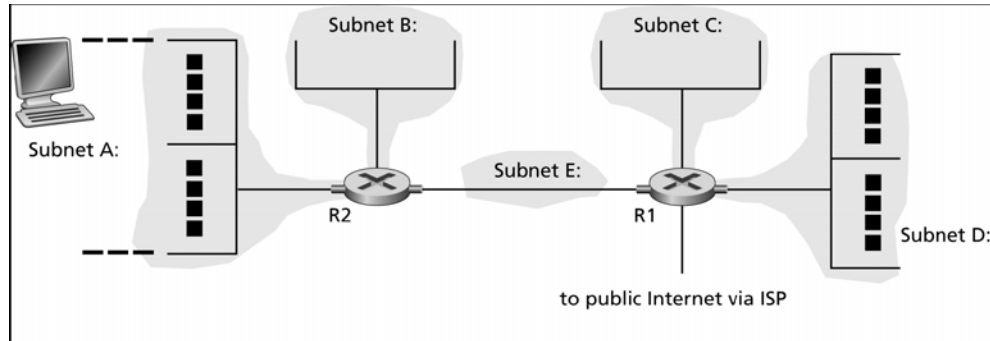 Subnet B:
Subnet C:
Subnet A:
Subnet E:
R2
R1
Subnet D:
to public Internet via ISP